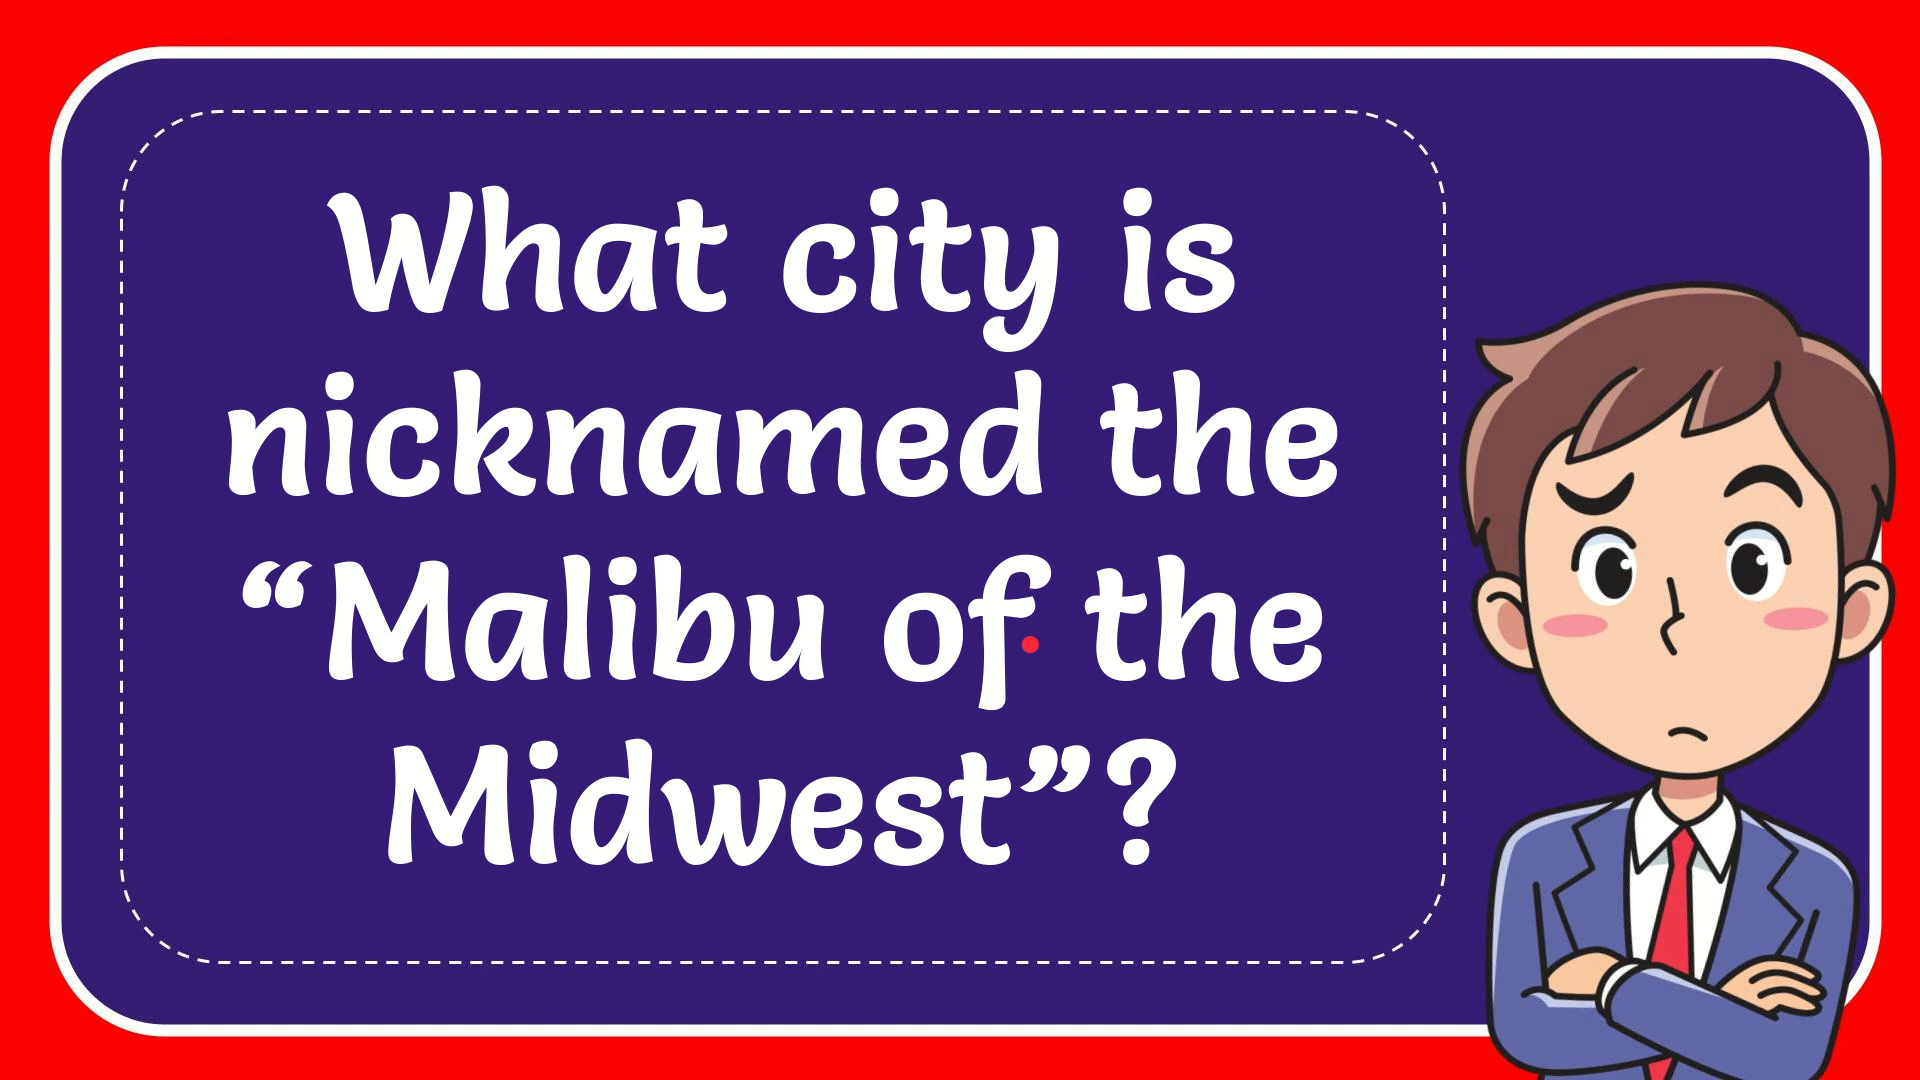 What city is
nicknamed the
“Malibu of the
Midwest”?